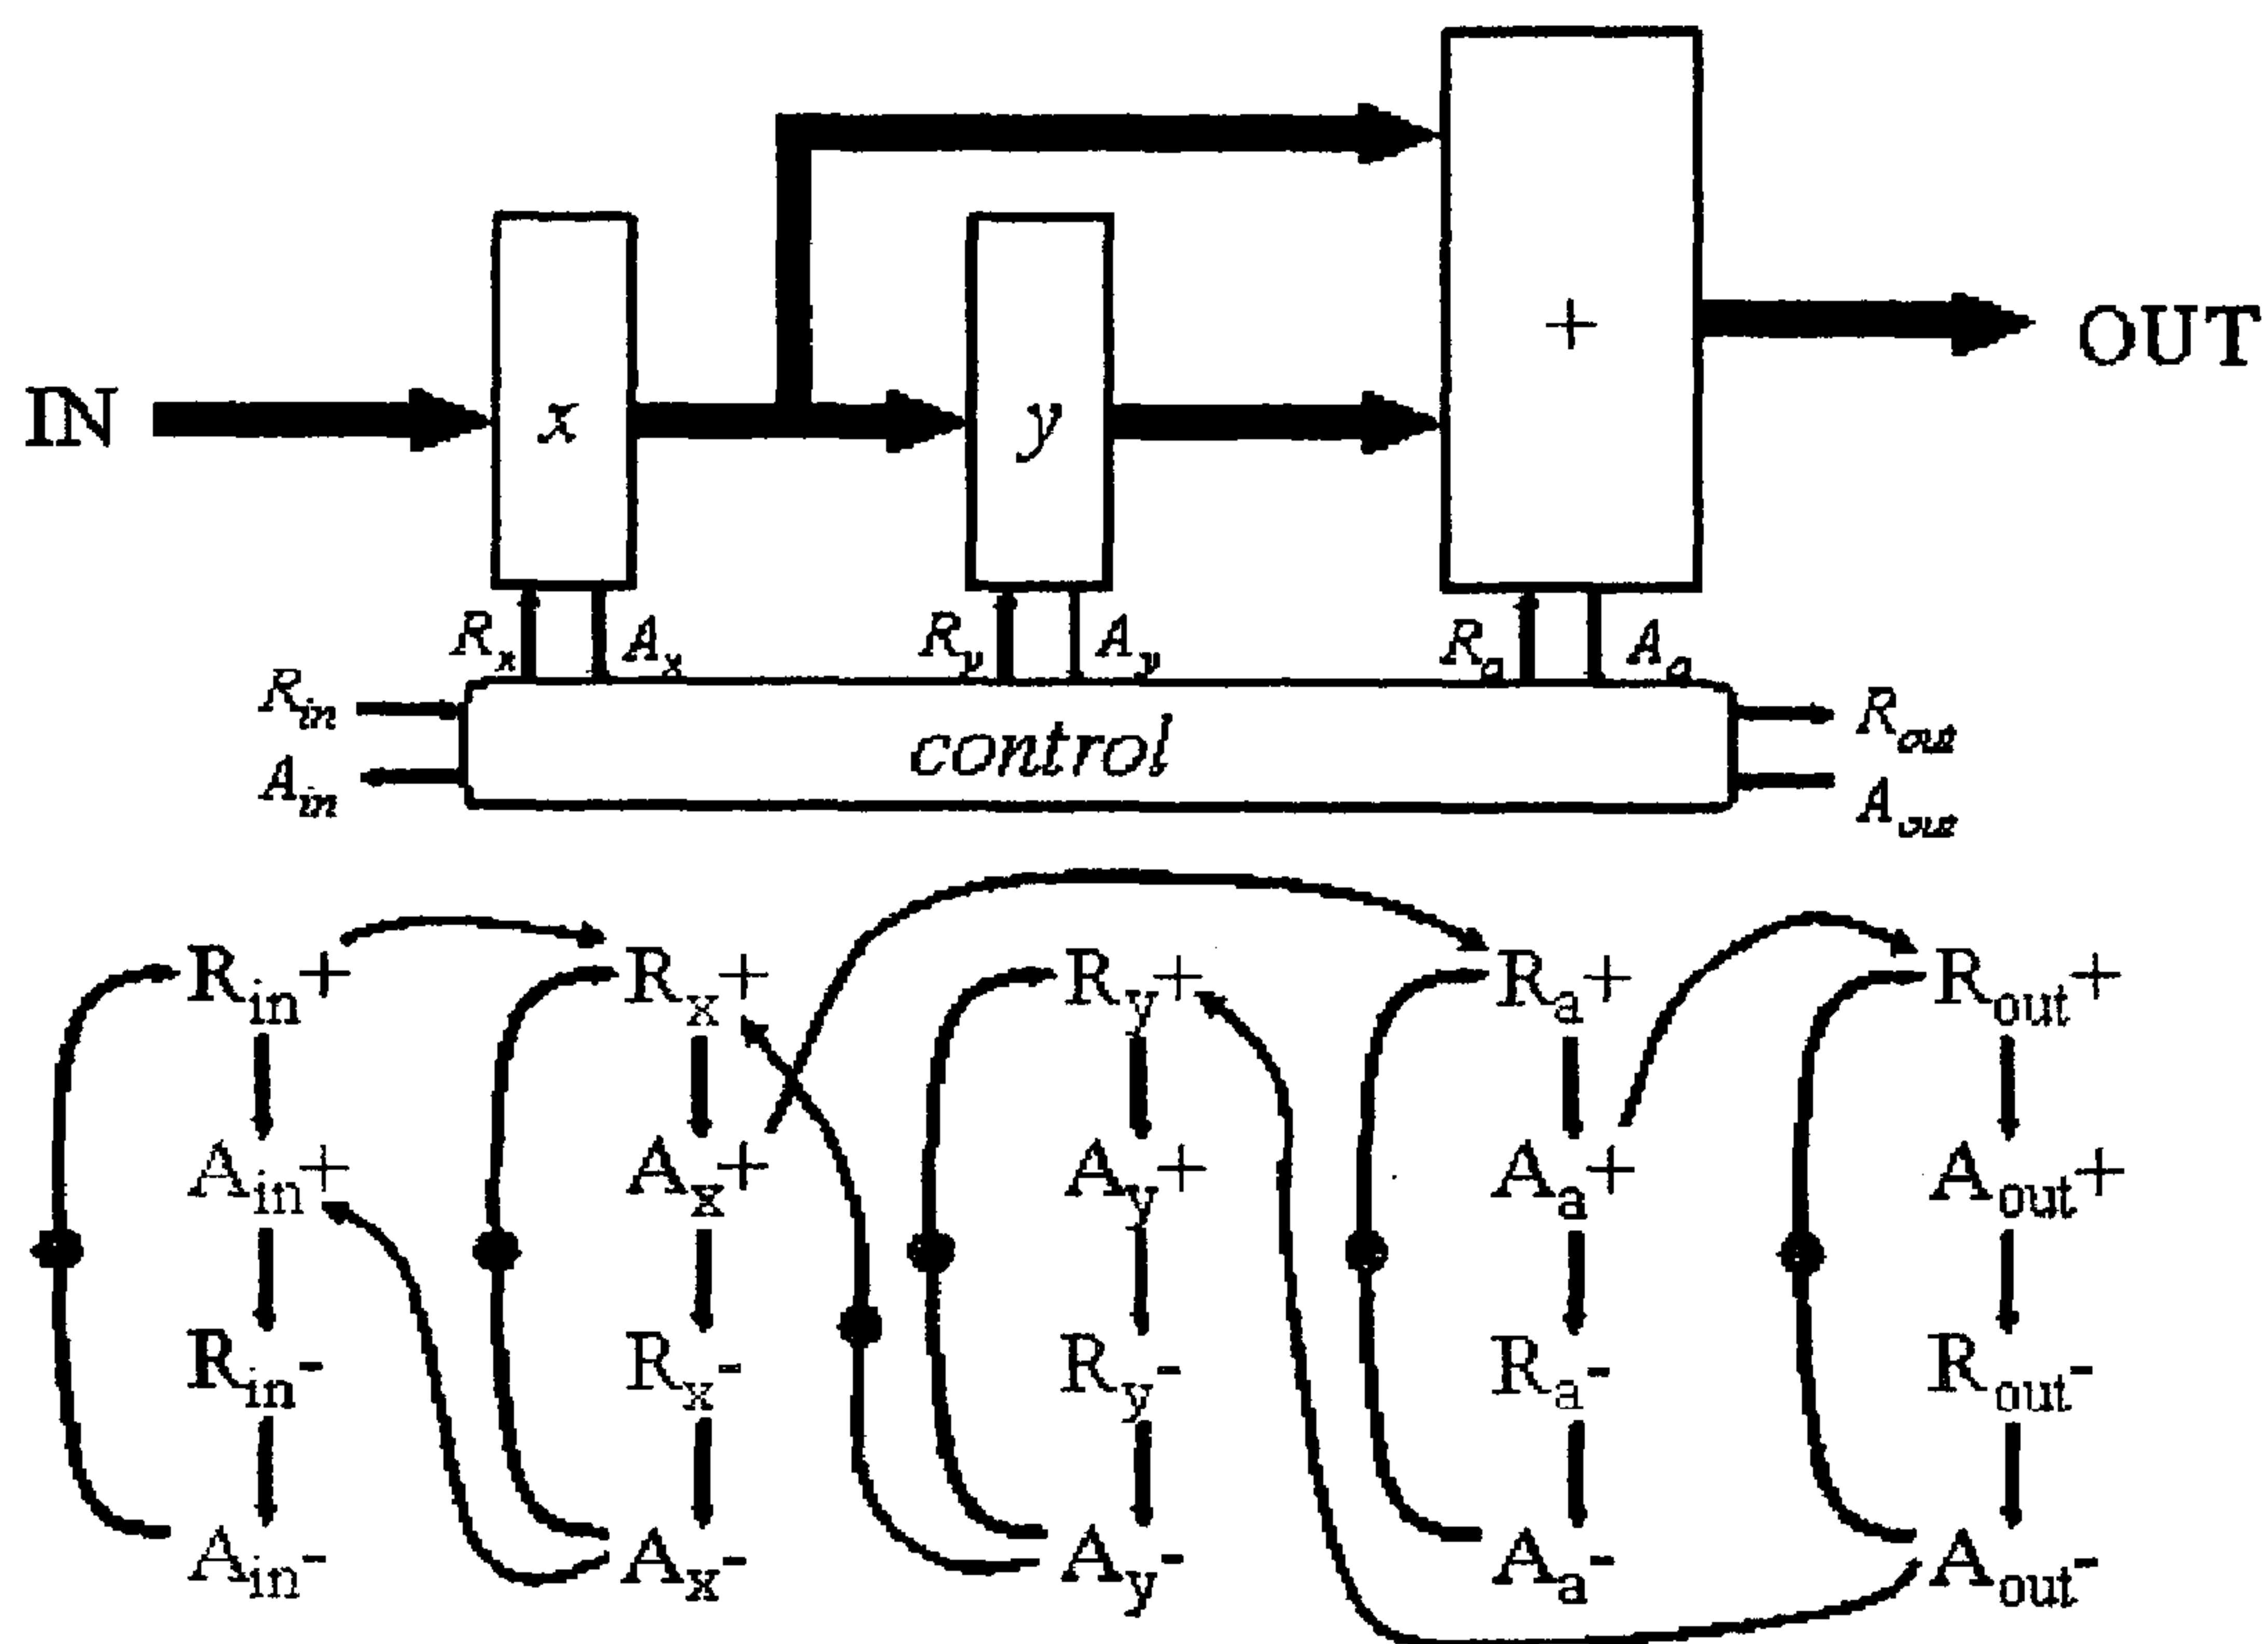 +
OUT
IN x y
Rx Ax Ry Ay Ra Aa
Rin
Rout
control
Ain
Aout
Rin+ Rx+ Ry+ Ra+ Rout+
Ain+ Ax+ Ay+ Aa+ Aout+
Rin- Rx- Ry- Ra- Rout-
Ain- Ax- Ay- Aa- Aout-